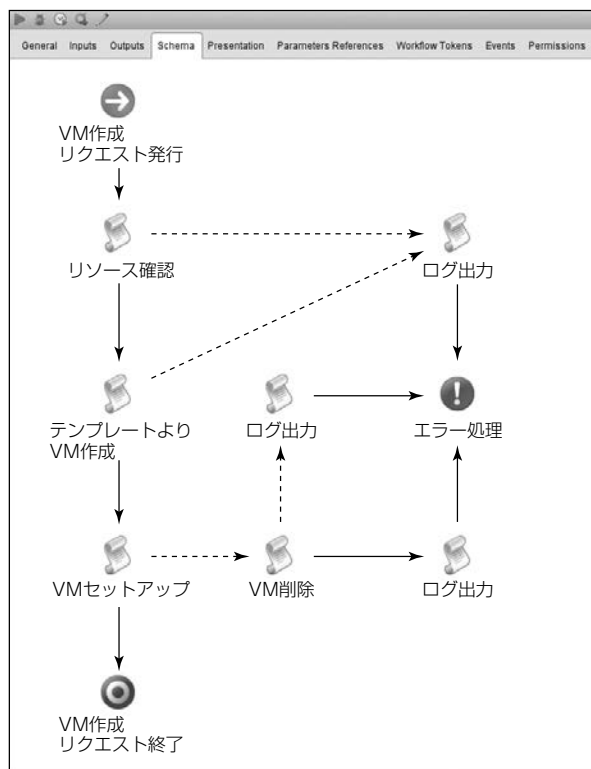 General Inputs Outputs Schema Presentation Parameters References Workflow Tokens Events Permissions
VM作成
リクエスト発行
リソース確認
ログ出力
テンプレートより
VM作成
ログ出力
エラー処理
VMセットアップ
VM削除
ログ出力
VM作成
リクエスト終了